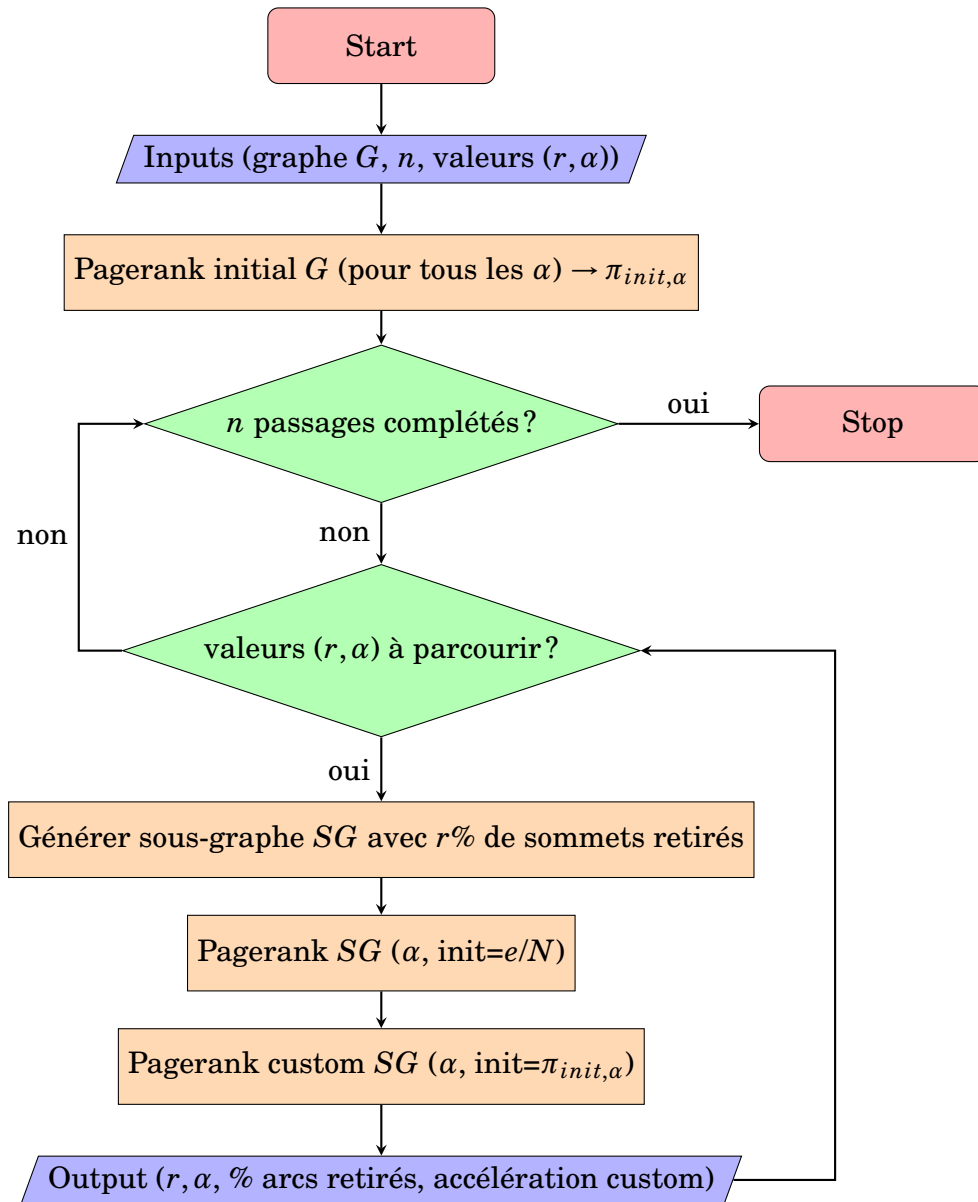 Start
Inputs (graphe G, n, valeurs (r, α))
Pagerank initial G (pour tous les α) → π_{init,α}
n passages complétés ?
oui
Stop
non
non
valeurs (r, α) à parcourir ?
oui
Générer sous-graphe SG avec r% de sommets retirés
Pagerank SG (α, init=e/N)
Pagerank custom SG (α, init=π_{init,α})
Output (r, α, % arcs retirés, accélération custom)